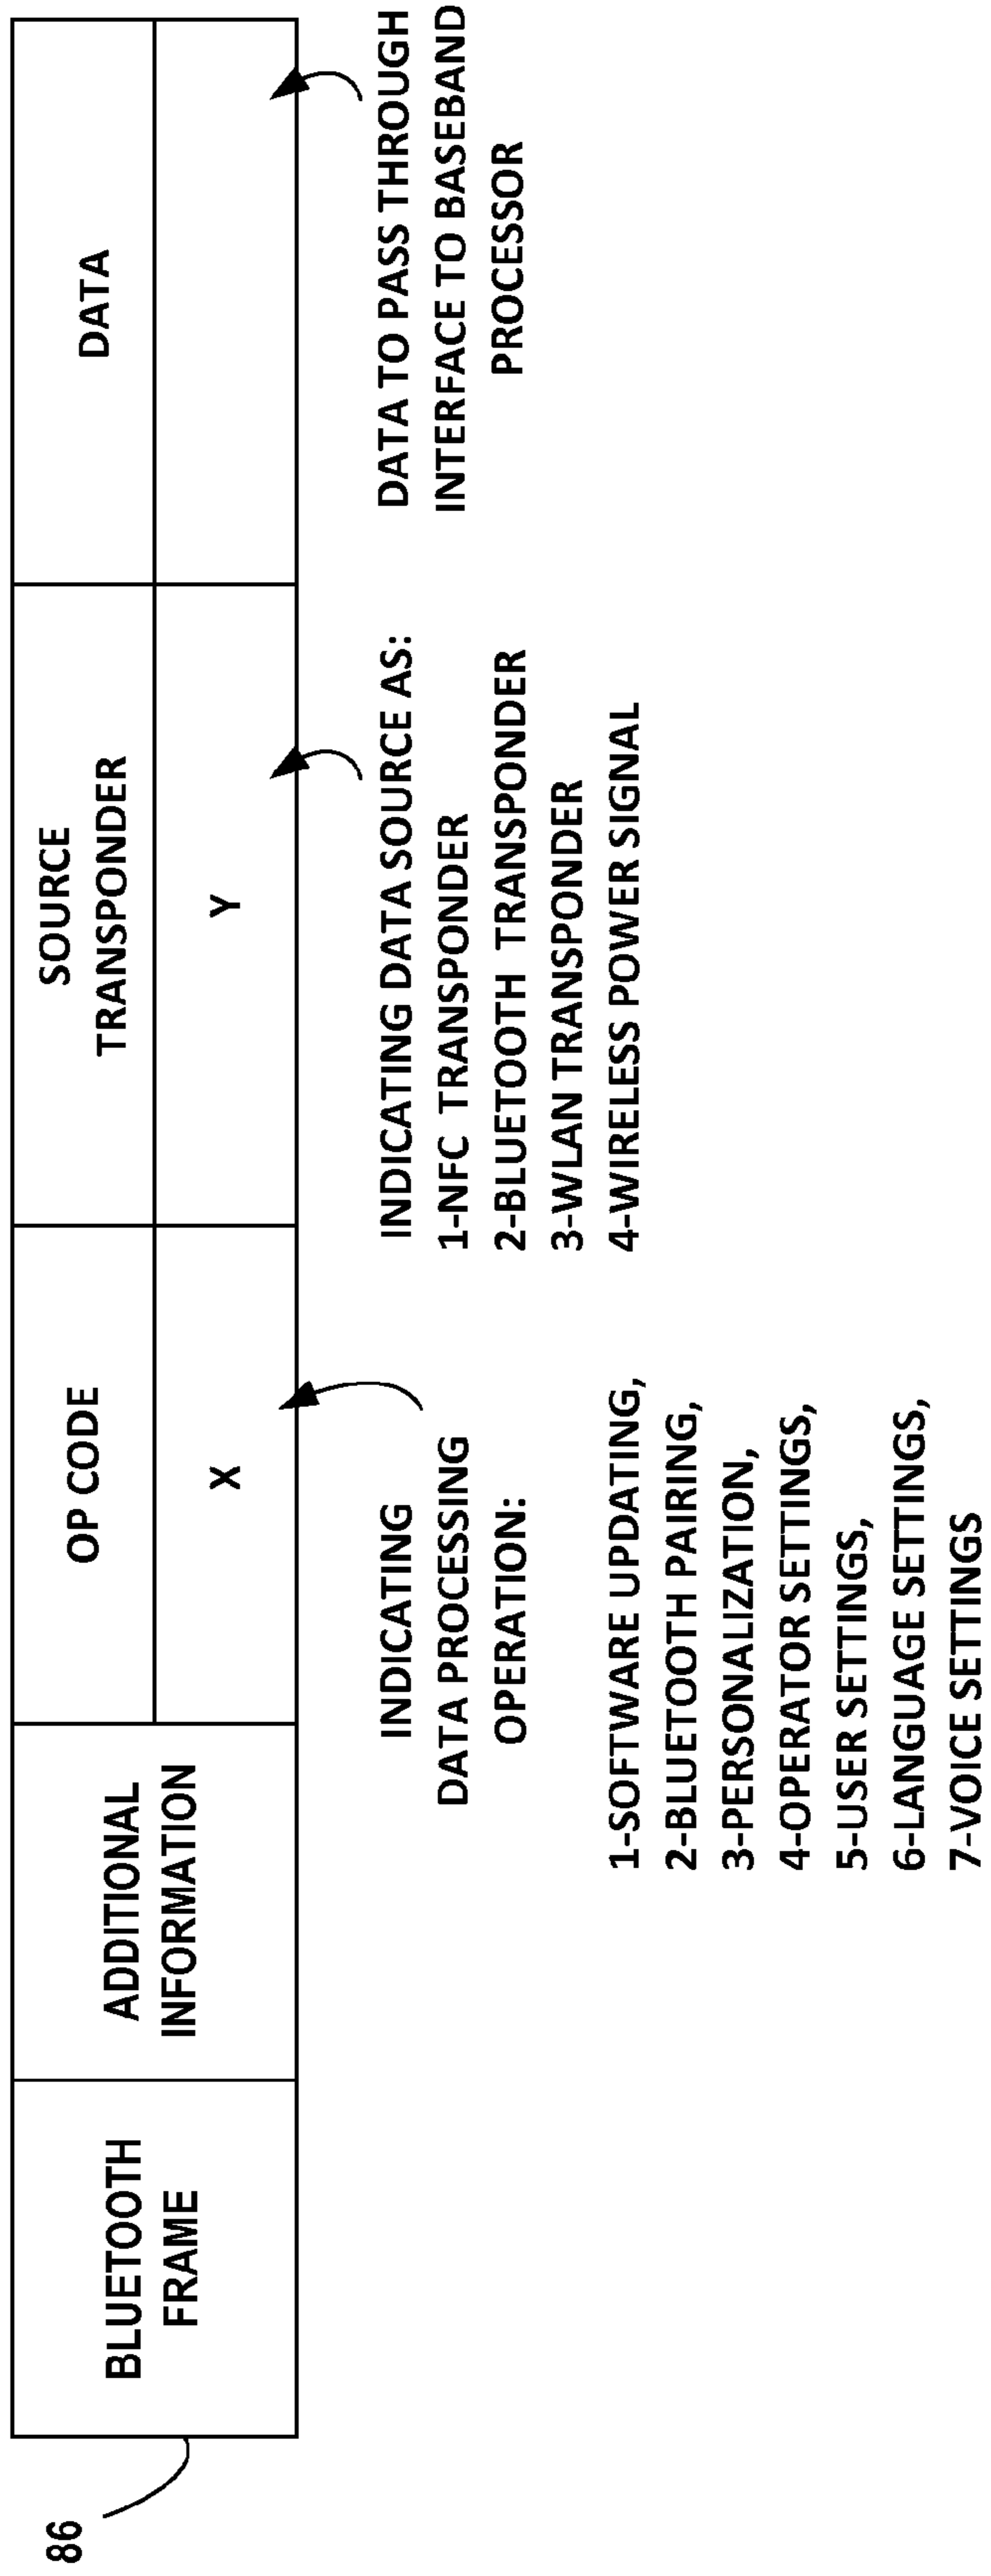 86
BLUETOOTH
FRAME
ADDITIONAL
INFORMATION
OP CODE
X
SOURCE
TRANSPONDER
Y
DATA
INDICATING
DATA PROCESSING
OPERATION:
1-SOFTWARE UPDATING,
2-BLUETOOTH PAIRING,
3-PERSONALIZATION,
4-OPERATOR SETTINGS,
5-USER SETTINGS,
6-LANGUAGE SETTINGS,
7-VOICE SETTINGS
INDICATING DATA SOURCE AS:
1-NFC TRANSPONDER
2-BLUETOOTH TRANSPONDER
3-WLAN TRANSPONDER
4-WIRELESS POWER SIGNAL
DATA TO PASS THROUGH
INTERFACE TO BASEBAND
PROCESSOR